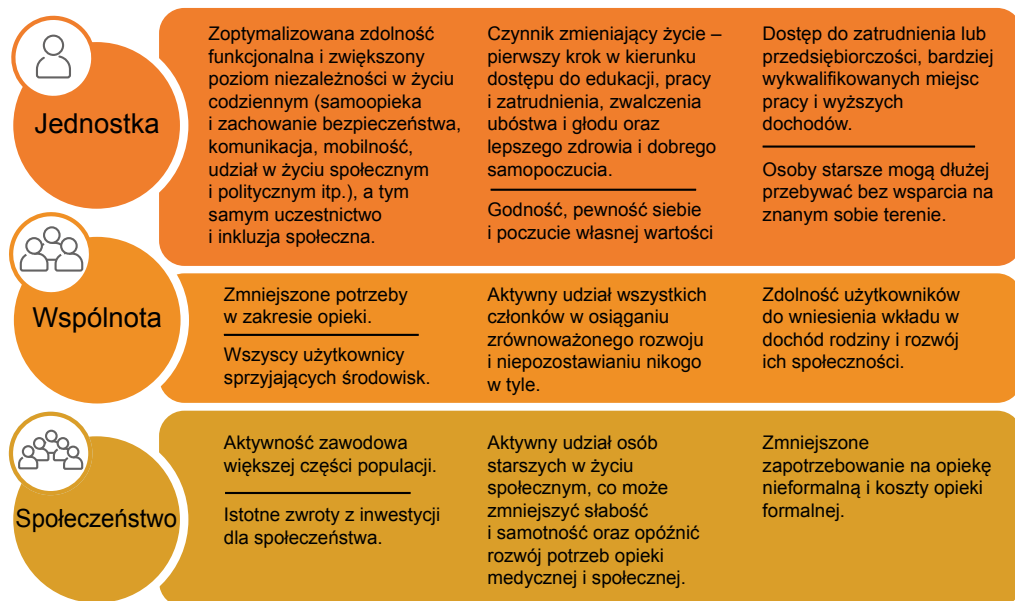 Jednostka
Zoptymalizowana zdolność
funkcjonalna i zwiększony
poziom niezależności w życiu
codziennym (samoopieka
i zachowanie bezpieczeństwa,
komunikacja, mobilność,
udział w życiu społecznym
i politycznym itp.), a tym
samym uczestnictwo
i inkluzja społeczna.
Czynnik zmieniający życie –
pierwszy krok w kierunku
dostępu do edukacji, pracy
i zatrudnienia, zwalczenia
ubóstwa i głodu oraz
lepszego zdrowia i dobrego
samopoczucia.
Godność, pewność siebie
i poczucie własnej wartości
Dostęp do zatrudnienia lub
przedsiębiorczości, bardziej
wykwalifikowanych miejsc
pracy i wyższych
dochodów.
Osoby starsze mogą dłużej
przebywać bez wsparcia na
znanym sobie terenie.
Wspólnota
Zmniejszone potrzeby
w zakresie opieki.
Wszyscy użytkownicy
sprzyjających środowisk.
Aktywny udział wszystkich
członków w osiąganiu
zrównoważonego rozwoju
i niepozostawianiu nikogo
w tyle.
Zdolność użytkowników
do wniesienia wkładu w
dochód rodziny i rozwój
ich społeczności.
Społeczeństwo
Aktywność zawodowa
większej części populacji.
Istotne zwroty z inwestycji
dla społeczeństwa.
Aktywny udział osób
starszych w życiu
społecznym, co może
zmniejszyć słabość
i samotność oraz opóźnić
rozwój potrzeb opieki
medycznej i społecznej.
Zmniejszone
zapotrzebowanie na opiekę
nieformalną i koszty opieki
formalnej.